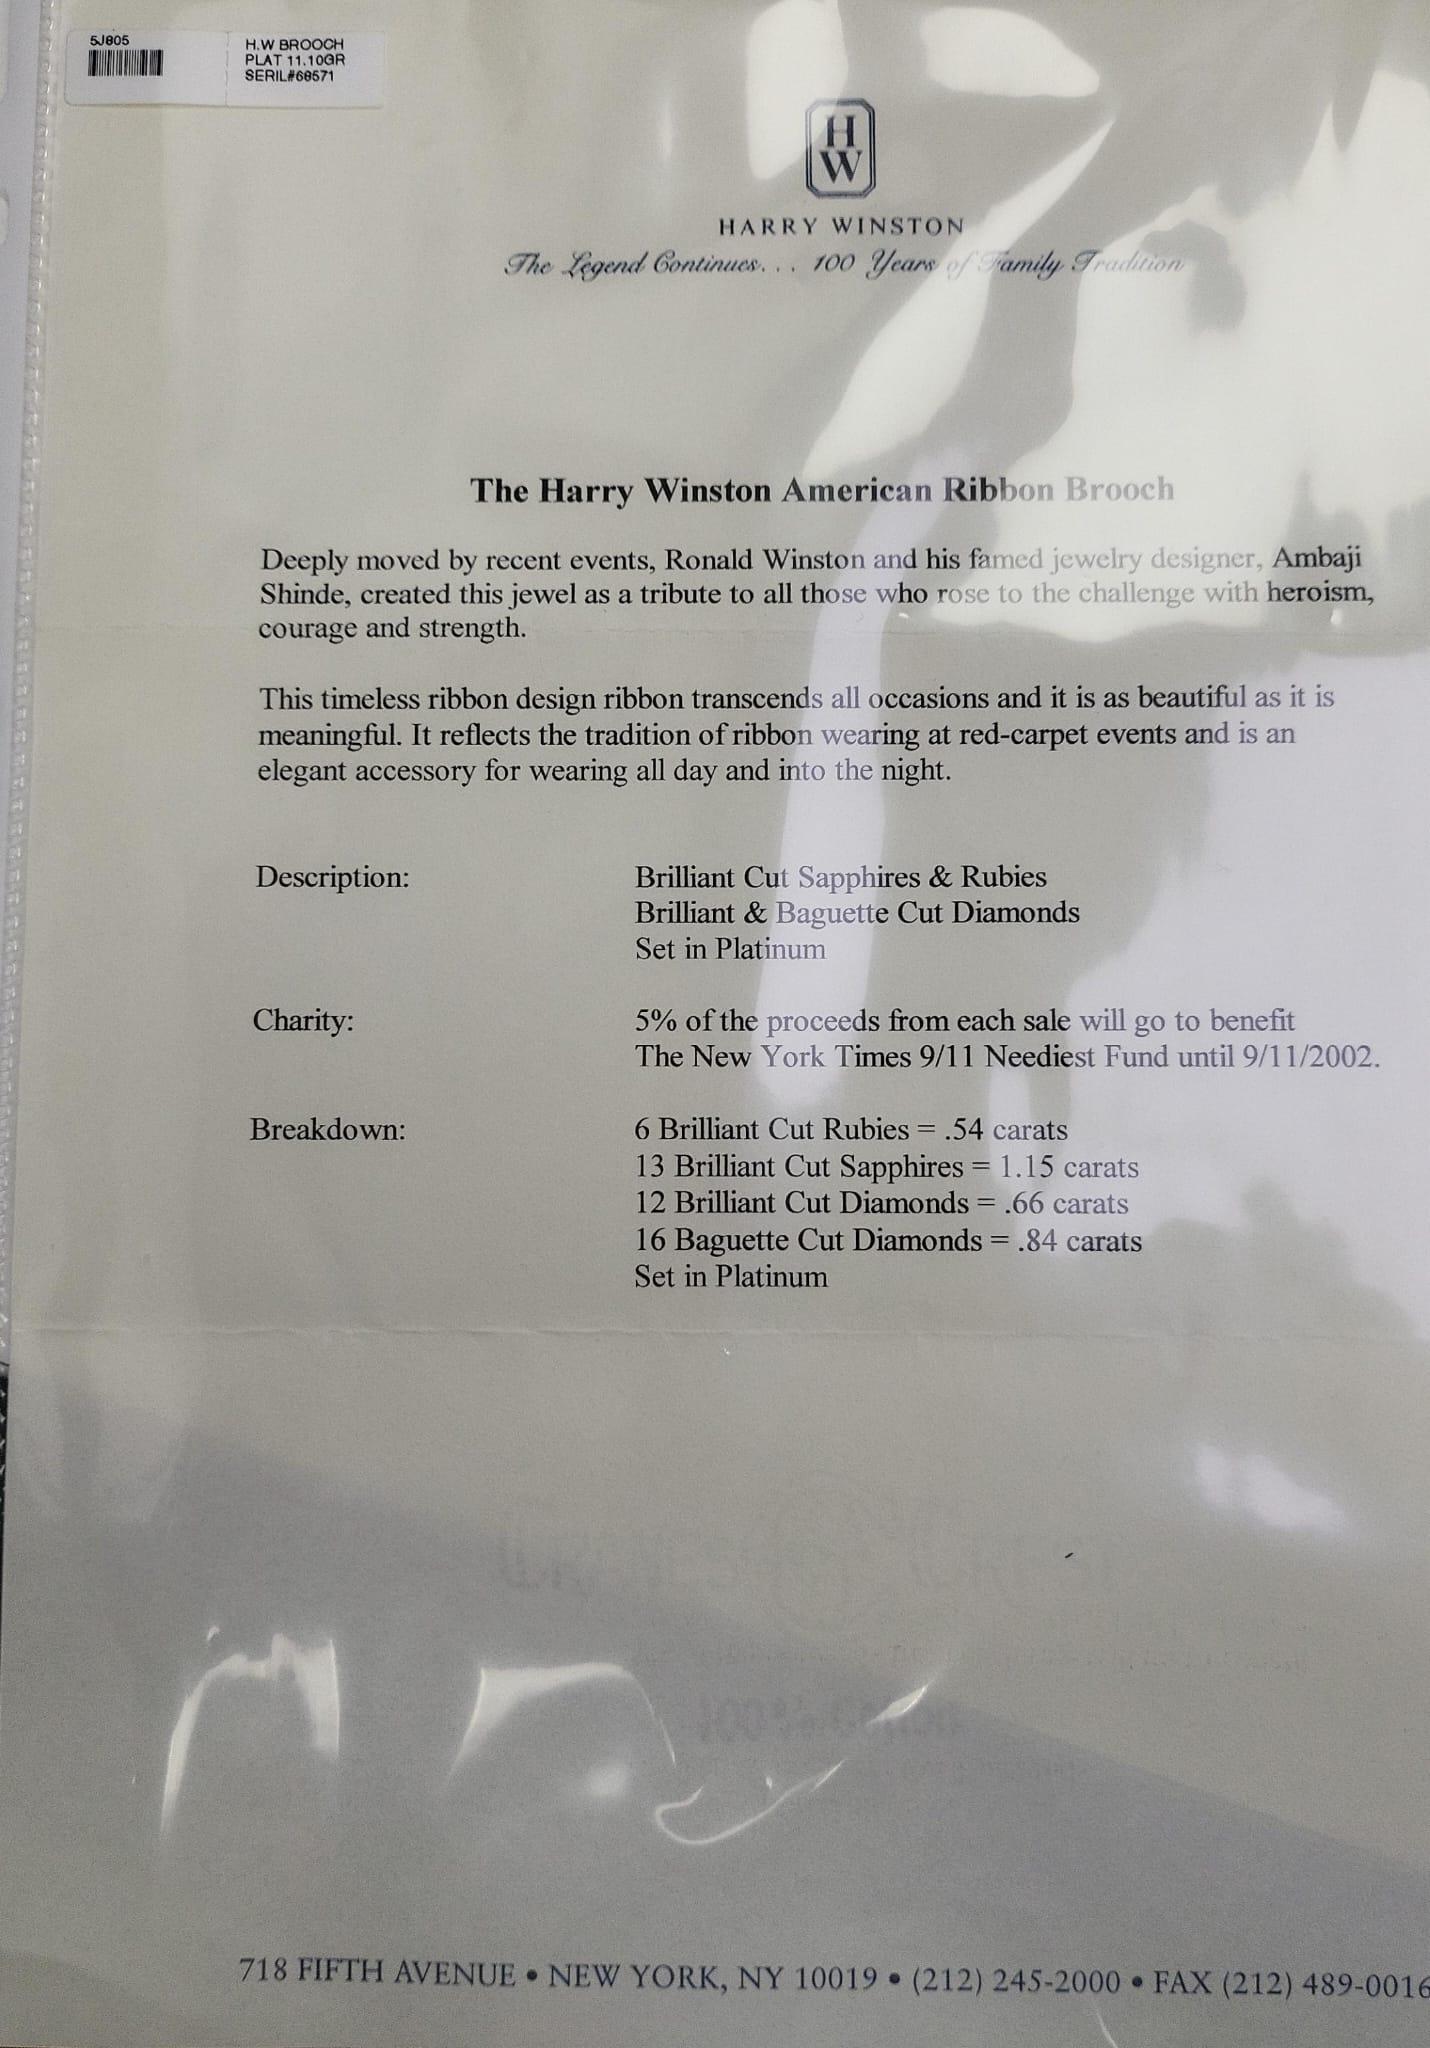 5J805
H.W BROOCH
PLAT 11.10GR
SERIL#68571
H
W
HARRY WINSTON
The Legend Continues. . . 100 Years of Family Tradition
The Harry Winston American Ribbon Brooch
Deeply moved by recent events, Ronald Winston and his famed jewelry designer, Ambaji
Shinde, created this jewel as a tribute to all those who rose to the challenge with heroism,
courage and strength.
This timeless ribbon design ribbon transcends all occasions and it is as beautiful as it is
meaningful. It reflects the tradition of ribbon wearing at red-carpet events and is an
elegant accessory for wearing all day and into the night.
Description: Brilliant Cut Sapphires & Rubies
Brilliant & Baguette Cut Diamonds
Set in Platinum
Charity: 5% of the proceeds from each sale will go to benefit
The New York Times 9/11 Neediest Fund until 9/11/2002.
Breakdown: 6 Brilliant Cut Rubies = .54 carats
13 Brilliant Cut Sapphires = 1.15 carats
12 Brilliant Cut Diamonds = .66 carats
16 Baguette Cut Diamonds = .84 carats
Set in Platinum
718 FIFTH AVENUE • NEW YORK, NY 10019 • (212) 245-2000 • FAX (212) 489-0016